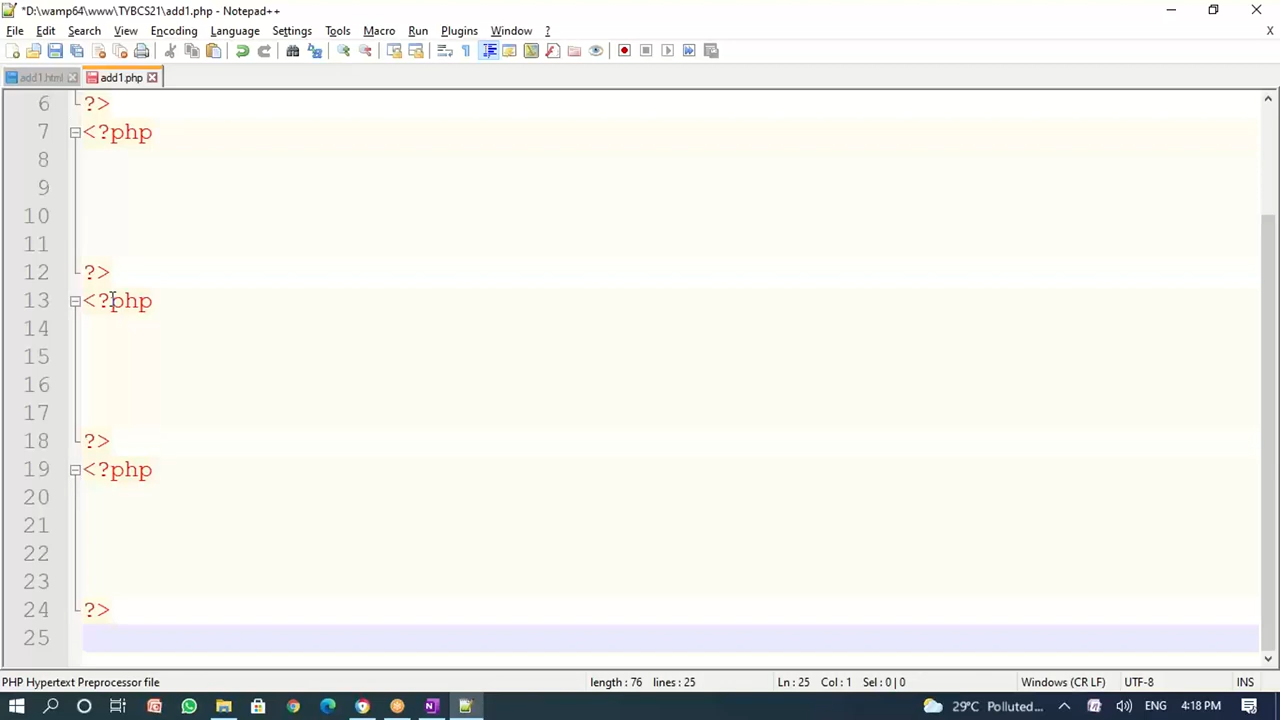 *D:\wamp64\www\TYBCS21\add1.php - Notepad++
File Edit Search View Encoding Language Settings Tools Macro Run Plugins Window ? X
add1.html add1.php
6 ?>
7 <?php
8
9
10
11
12 ?>
13 <?php
14
15
16
17
18 ?>
19 <?php
20
21
22
23
24 ?>
25
PHP Hypertext Preprocessor file length : 76 lines : 25 Ln : 25 Col : 1 Sel : 0 | 0 Windows (CR LF) UTF-8 INS
29°C Polluted... ENG 4:18 PM